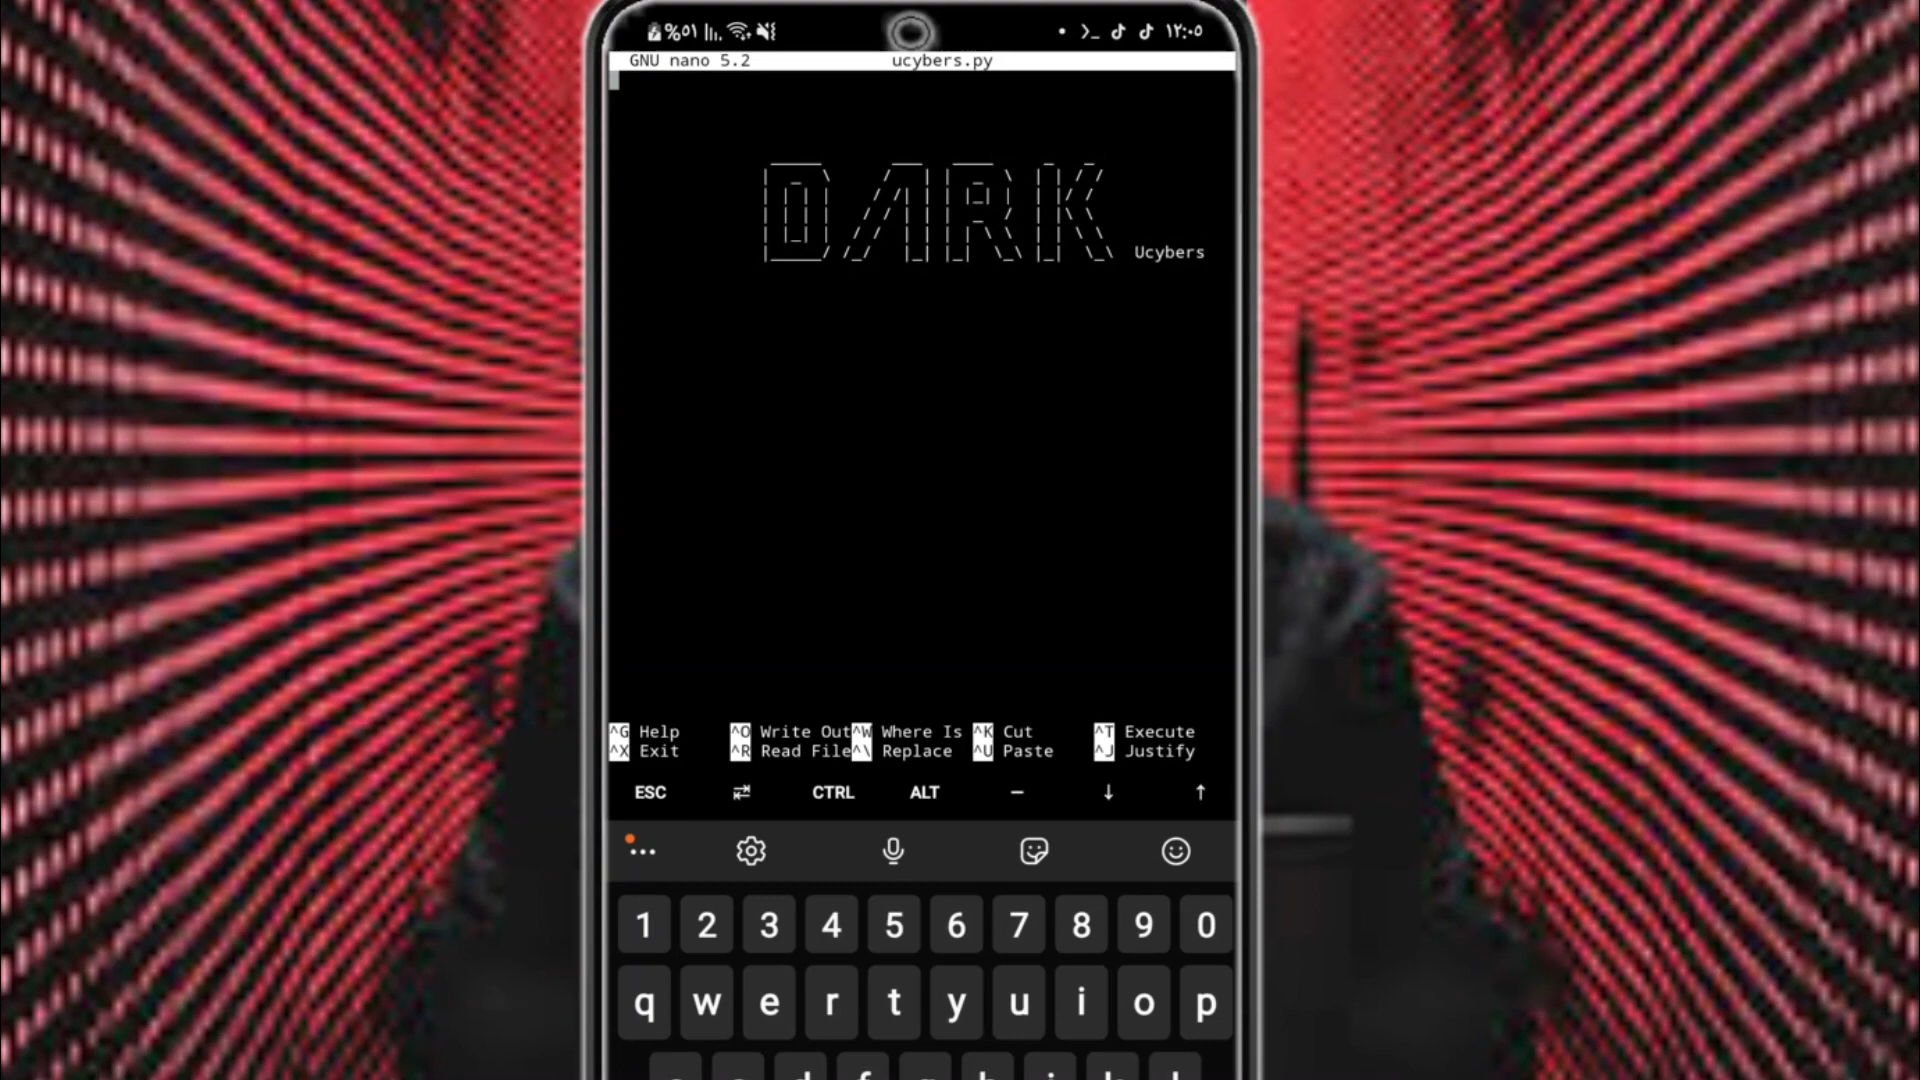 %٥١ ١٢:٠٥
GNU nano 5.2 ucybers.py
DARK
Ucybers
^G Help ^O Write Out ^W Where Is ^K Cut ^T Execute
^X Exit ^R Read File ^\ Replace ^U Paste ^J Justify
ESC CTRL ALT
1 2 3 4 5 6 7 8 9 0
q w e r t y u i o p